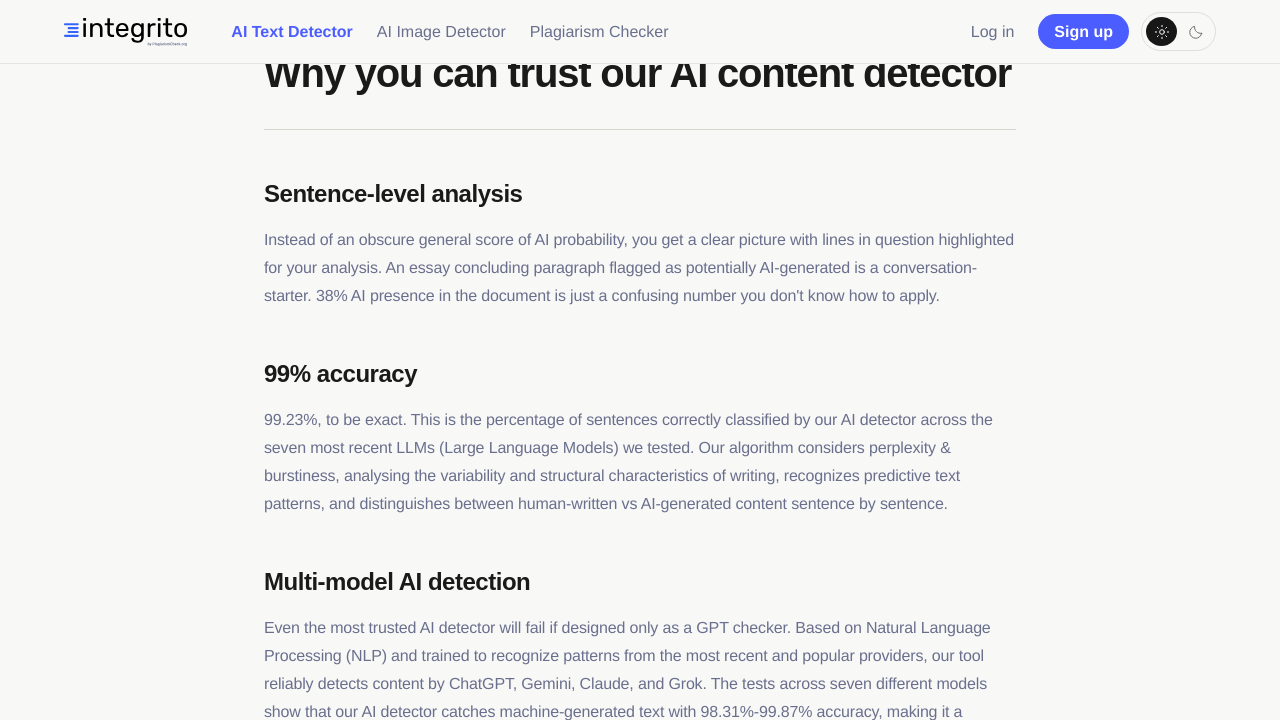 integrito
by PlagiarismCheck.org
AI Text Detector
AI Image Detector
Plagiarism Checker
Log in
Sign up
Why you can trust our AI content detector
Sentence-level analysis
Instead of an obscure general score of AI probability, you get a clear picture with lines in question highlighted
for your analysis. An essay concluding paragraph flagged as potentially AI-generated is a conversation-
starter. 38% AI presence in the document is just a confusing number you don't know how to apply.
99% accuracy
99.23%, to be exact. This is the percentage of sentences correctly classified by our AI detector across the
seven most recent LLMs (Large Language Models) we tested. Our algorithm considers perplexity &
burstiness, analysing the variability and structural characteristics of writing, recognizes predictive text
patterns, and distinguishes between human-written vs AI-generated content sentence by sentence.
Multi-model AI detection
Even the most trusted AI detector will fail if designed only as a GPT checker. Based on Natural Language
Processing (NLP) and trained to recognize patterns from the most recent and popular providers, our tool
reliably detects content by ChatGPT, Gemini, Claude, and Grok. The tests across seven different models
show that our AI detector catches machine-generated text with 98.31%-99.87% accuracy, making it a